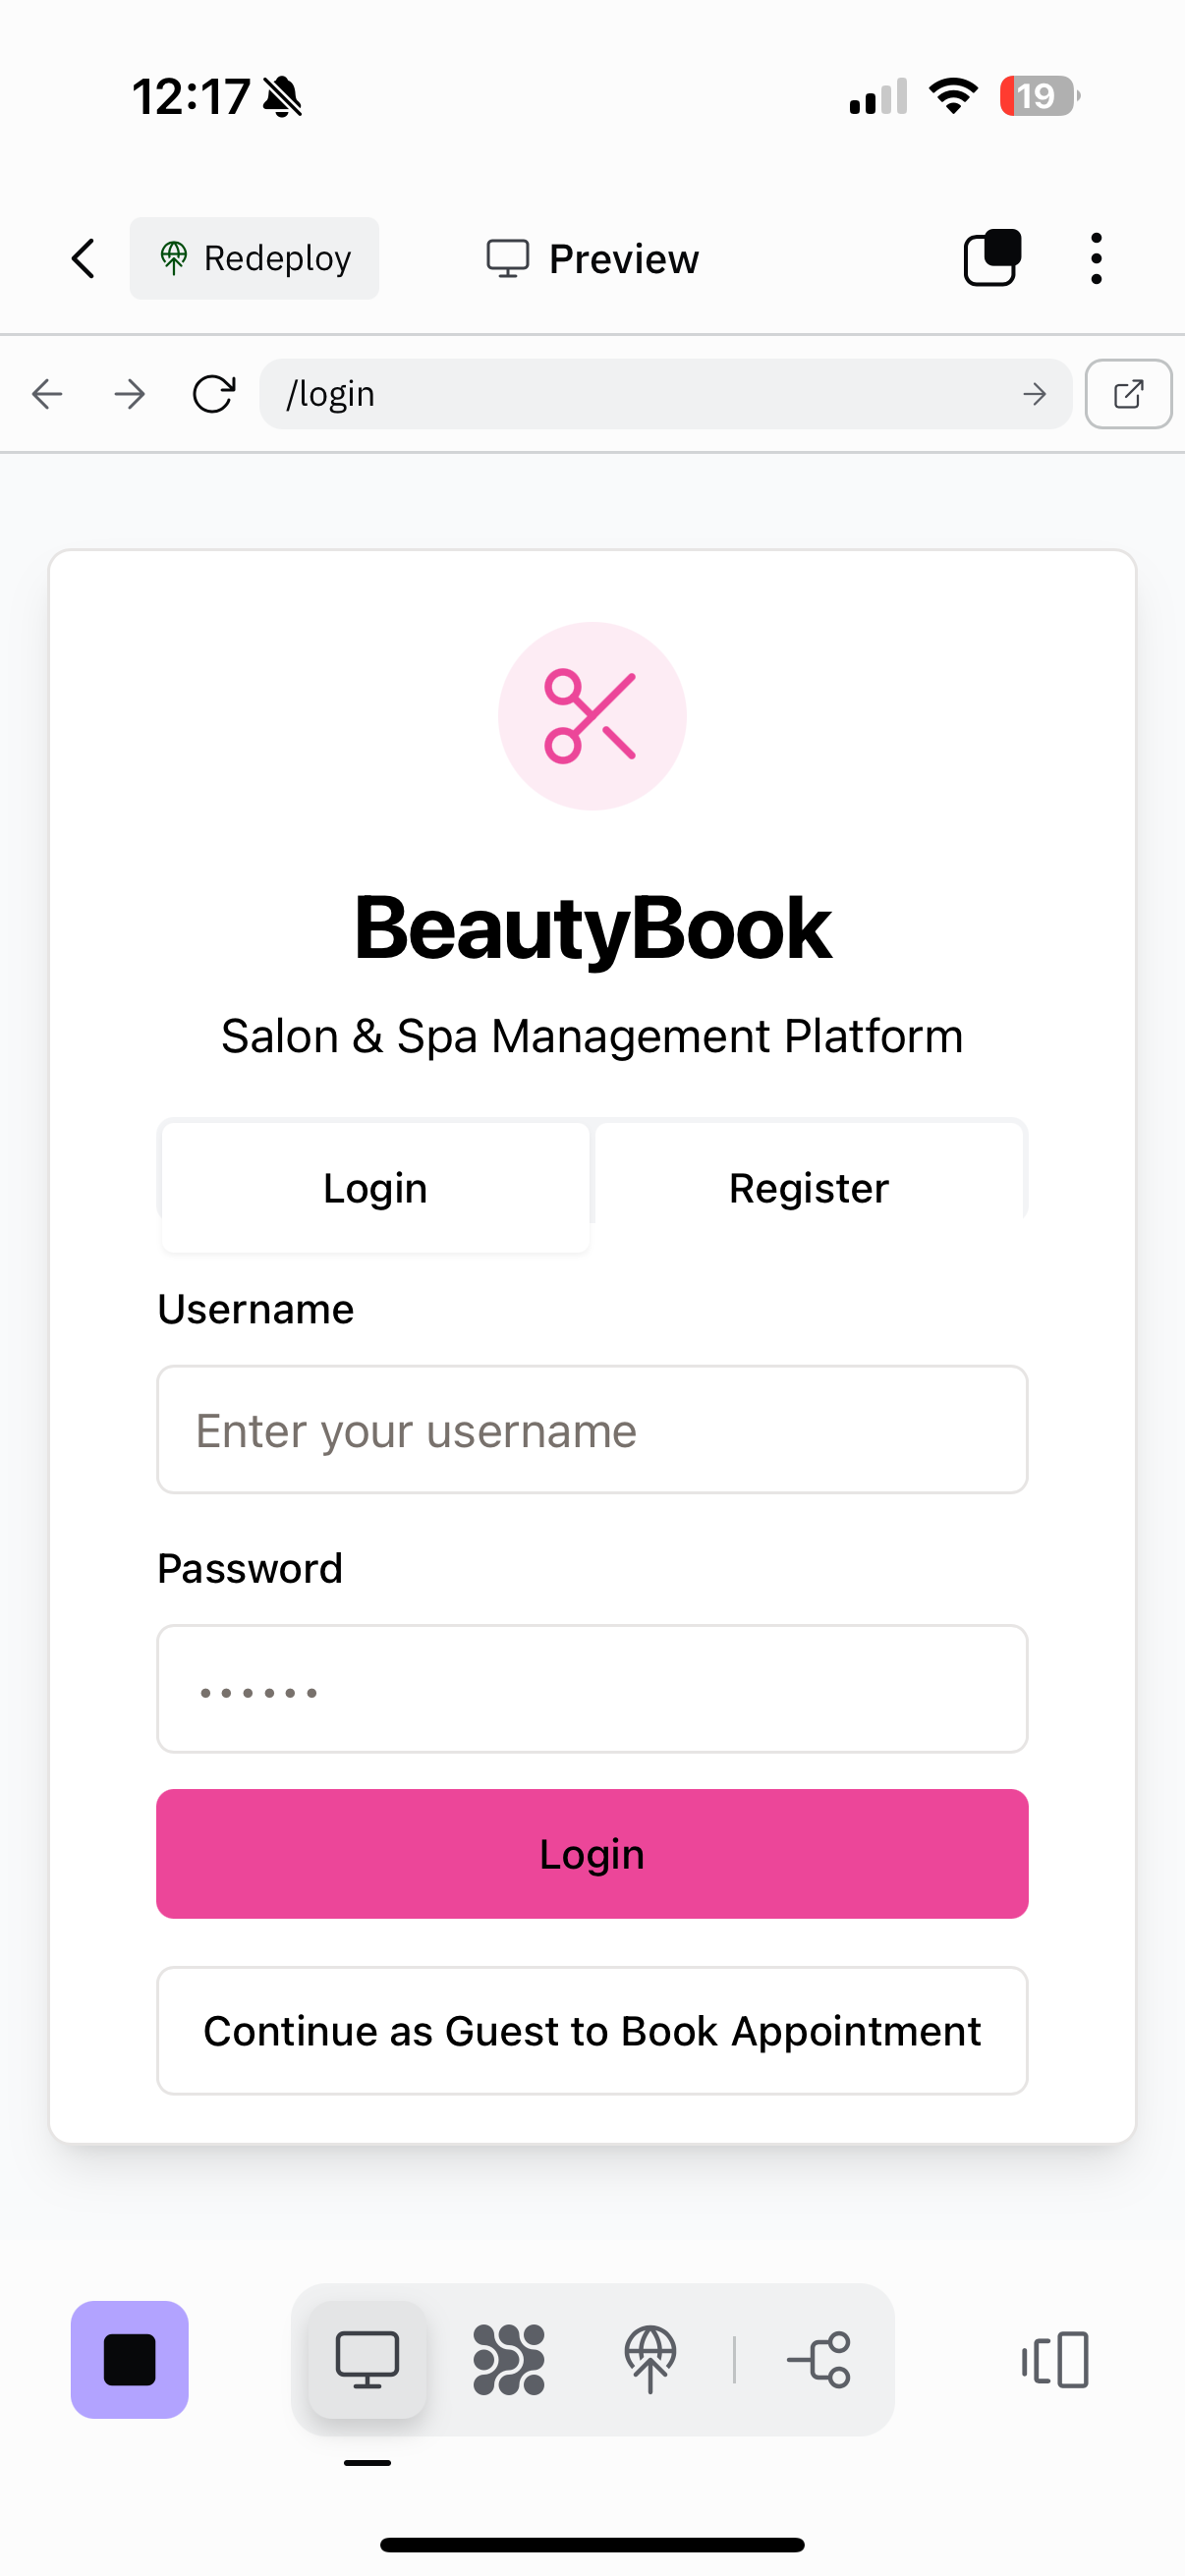 12:17
19
Redeploy
Preview
/login
BeautyBook
Salon & Spa Management Platform
Login
Register
Username
Enter your username
Password
••••••
Login
Continue as Guest to Book Appointment